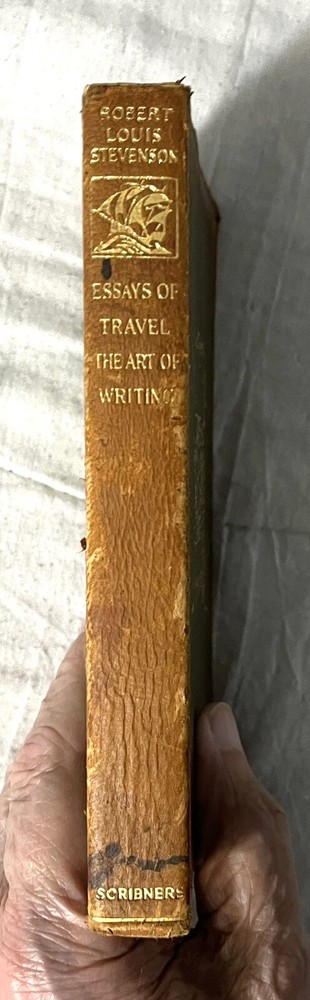 ROBERT
LOUIS
STEVENSON
ESSAYS OF
TRAVEL
THE ART OF
WRITING
SCRIBNERS